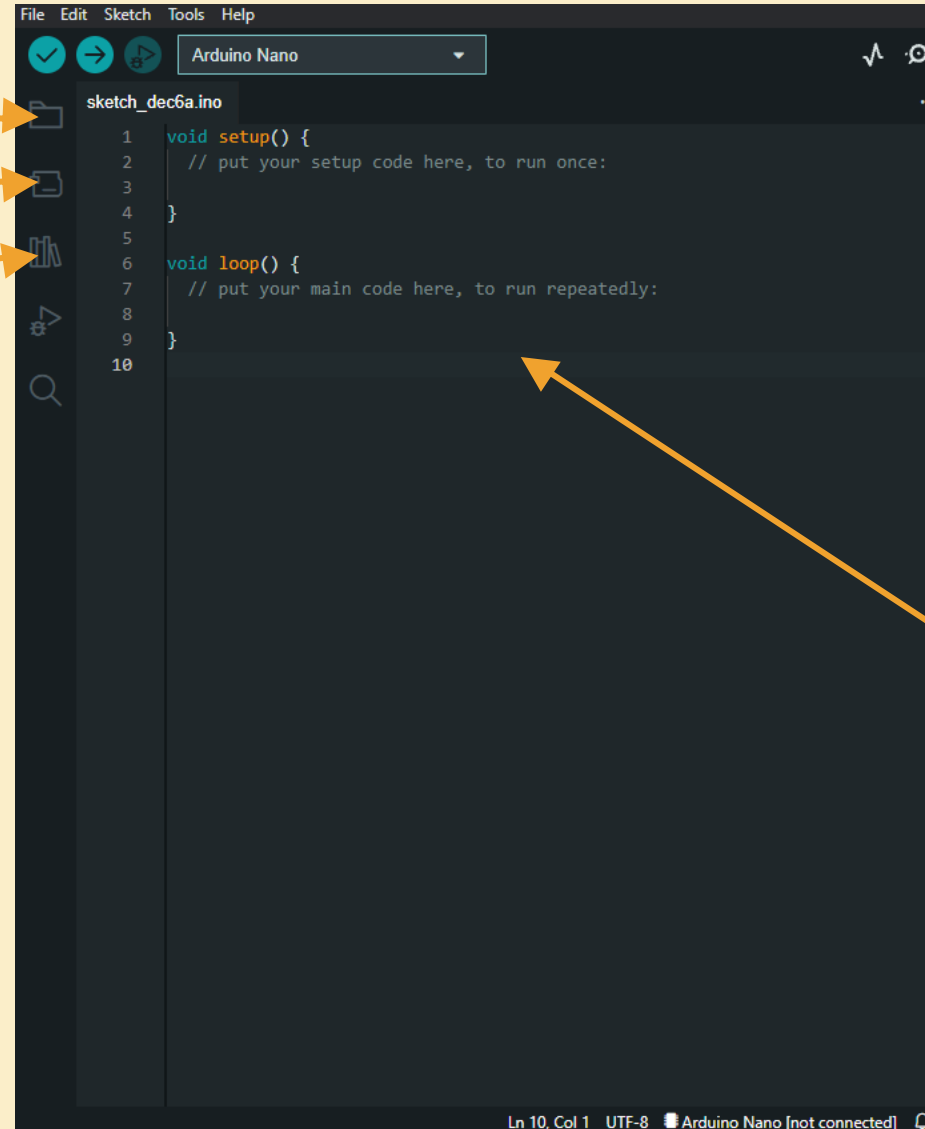 File Edit Sketch Tools Help
Arduino Nano
sketch_dec6a.ino
1 void setup() {
2 // put your setup code here, to run once:
3
4 }
5
6 void loop() {
7 // put your main code here, to run repeatedly:
8
9 }
10
Ln 10, Col 1 UTF-8 Arduino Nano [not connected]